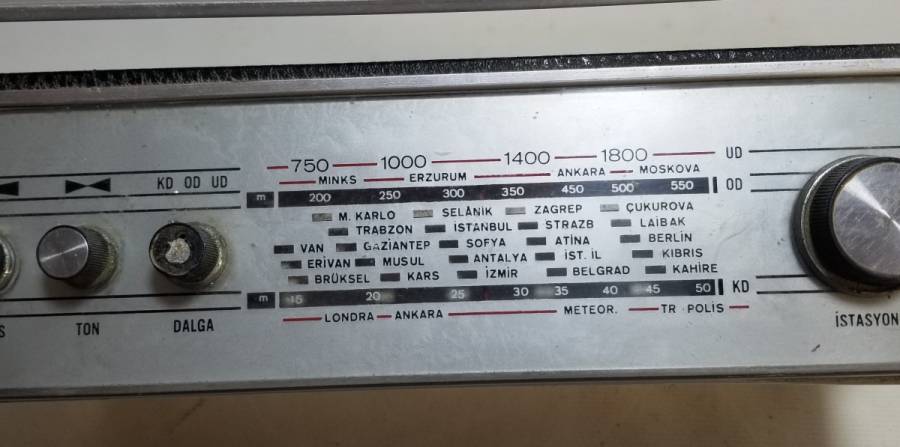 750 1000 1400 1800 UD
MINKS ERZURUM ANKARA MOSKOVA
KD OD UD
m 200 250 300 350 450 500 550 OD
M. KARLO SELÂNİK ZAGREP ÇUKUROVA
TRABZON İSTANBUL STRAZB LAİBAK
VAN GAZİANTEP SOFYA ATİNA BERLİN
ERİVAN MUSUL ANTALYA İST. İL KIBRIS
BRÜKSEL KARS İZMİR BELGRAD KAHİRE
m 15 20 25 30 35 40 45 50 KD
LONDRA ANKARA METEOR. TR POLİS
S TON DALGA İSTASYON